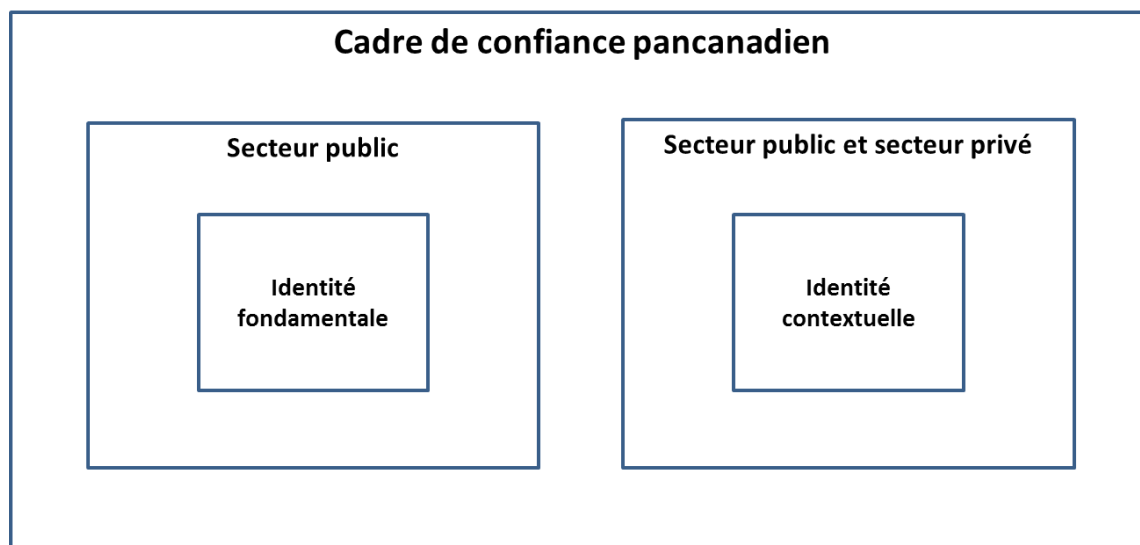 Cadre de confiance pancanadien
Secteur public
Identité
fondamentale
Secteur public et secteur privé
Identité
contextuelle